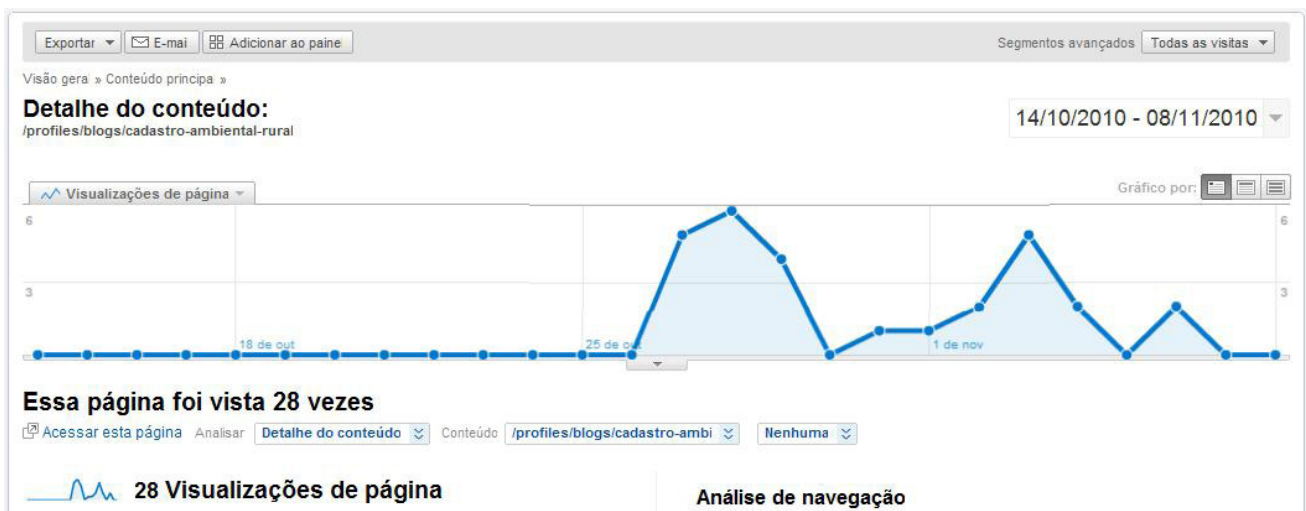 Exportar E-mai Adicionar ao paine Segmentos avançados Todas as visitas
Visão gera » Conteúdo principa »
Detalhe do conteúdo:
/profiles/blogs/cadastro-ambiental-rural
14/10/2010 - 08/11/2010
Visualizações de página Gráfico por:
6 6
3 3
18 de out 25 de out 1 de nov
Essa página foi vista 28 vezes
Acessar esta página Analisar Detalhe do conteúdo Conteúdo /profiles/blogs/cadastro-ambi Nenhuma
28 Visualizações de página Análise de navegação